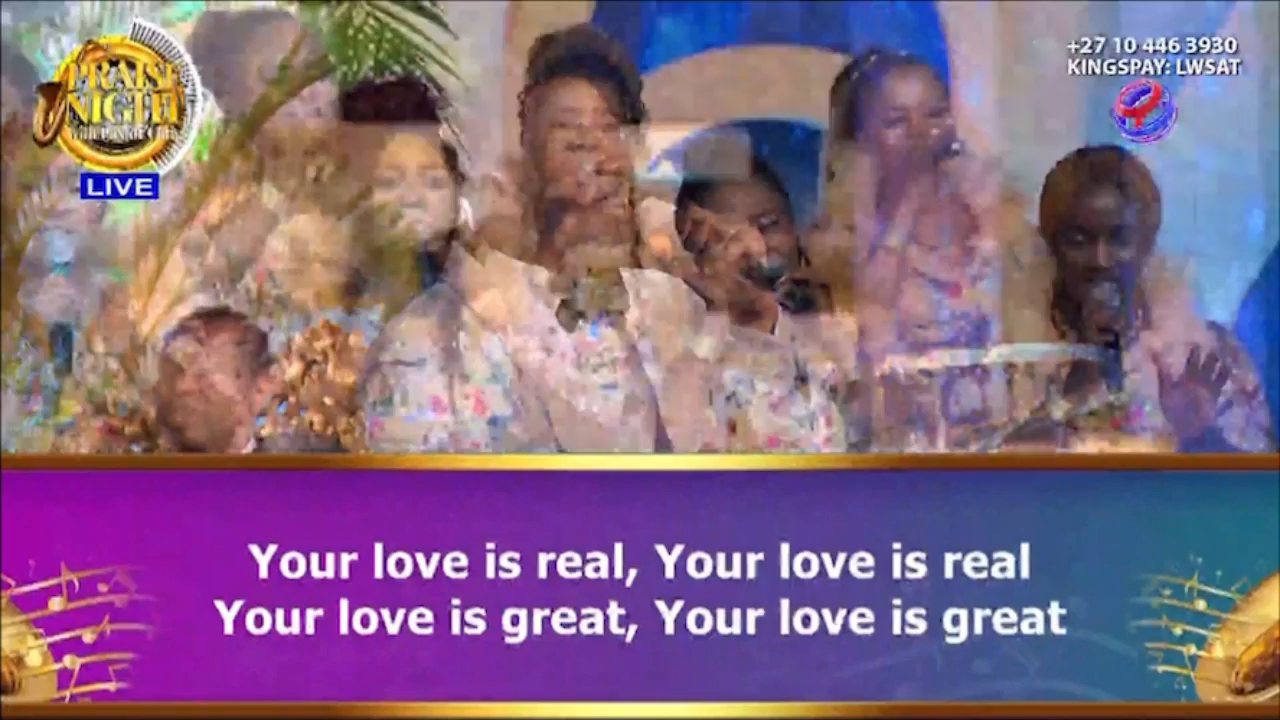 PRAISE
NIGHT
LIVE
+27 10 446 3930
KINGSPAY: LWSAT
Your love is real, Your love is real
Your love is great, Your love is great